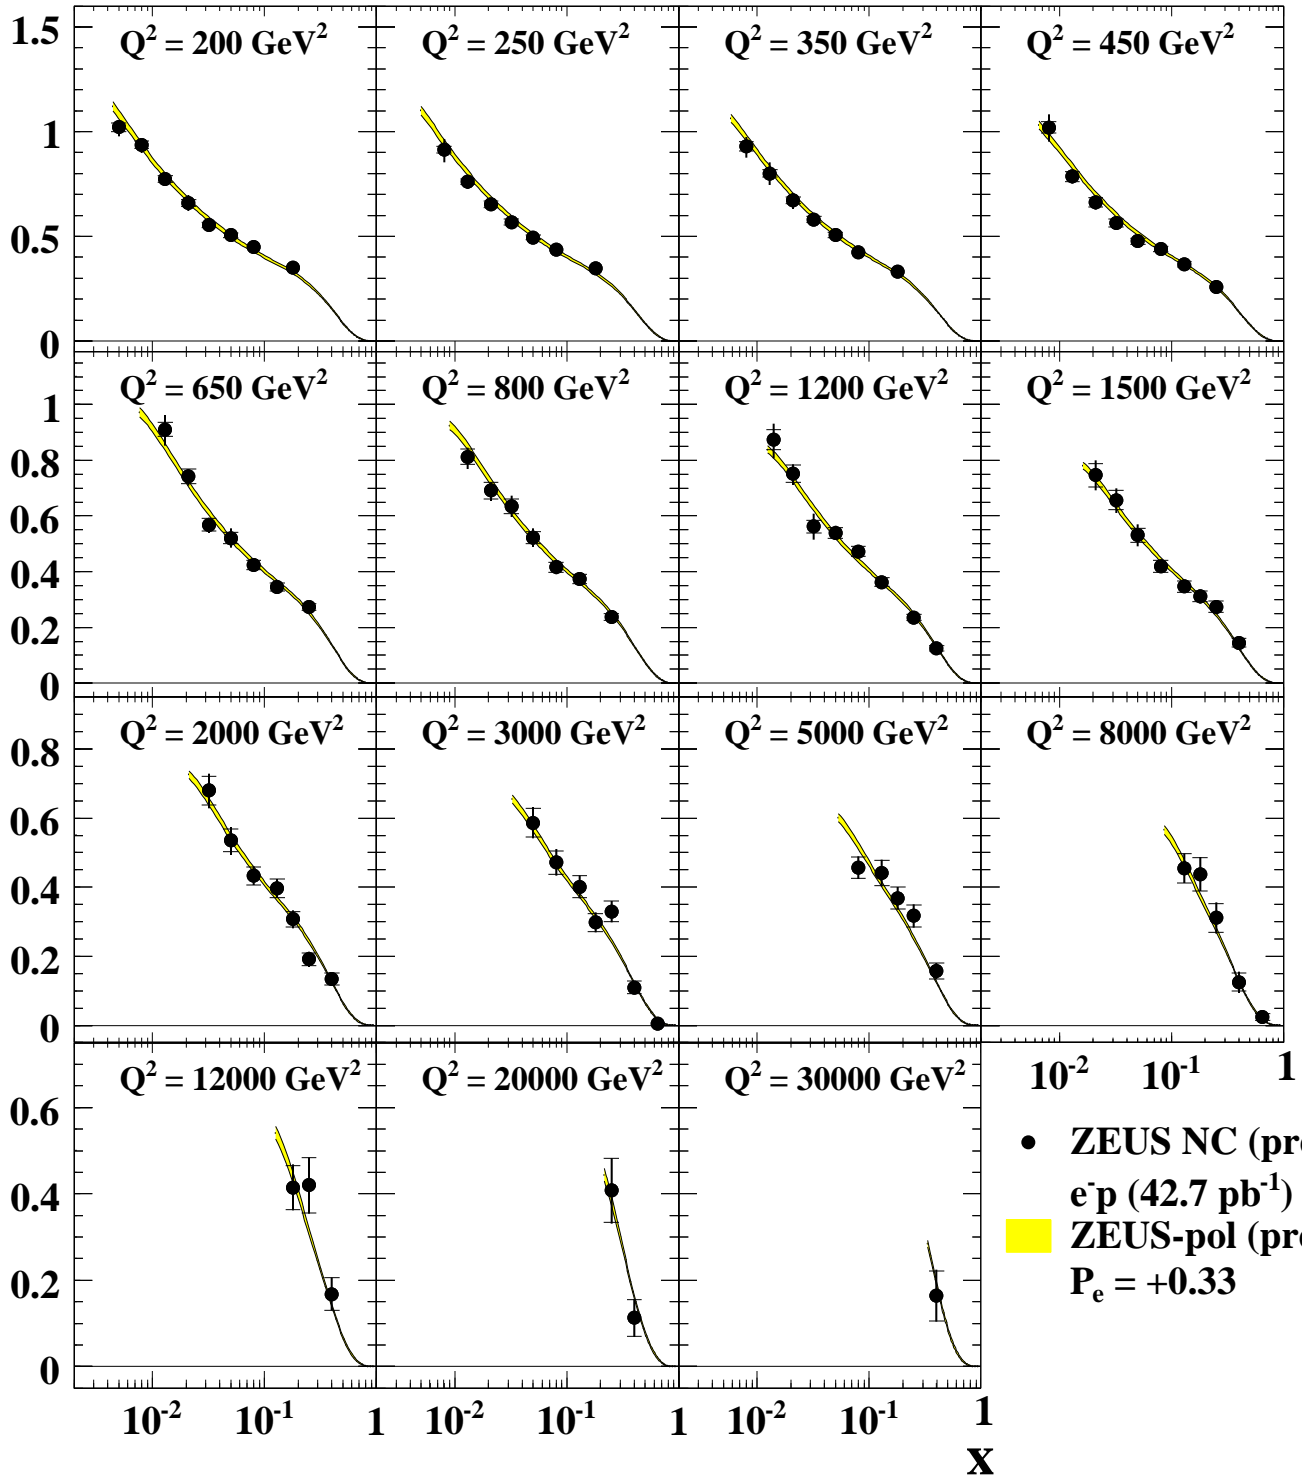 1.5
1
0.5
0
Q² = 200 GeV²
Q² = 250 GeV²
Q² = 350 GeV²
Q² = 450 GeV²
1
0.8
0.6
0.4
0.2
0
Q² = 650 GeV²
Q² = 800 GeV²
Q² = 1200 GeV²
Q² = 1500 GeV²
0.8
0.6
0.4
0.2
0
Q² = 2000 GeV²
Q² = 3000 GeV²
Q² = 5000 GeV²
Q² = 8000 GeV²
0.6
0.4
0.2
0
Q² = 12000 GeV²
Q² = 20000 GeV²
Q² = 30000 GeV²
10⁻² 10⁻¹ 1
ZEUS NC (pre
e⁻p (42.7 pb⁻¹)
ZEUS-pol (pre
Pₑ = +0.33
10⁻² 10⁻¹ 1
10⁻² 10⁻¹ 1
10⁻² 10⁻¹ 1
x